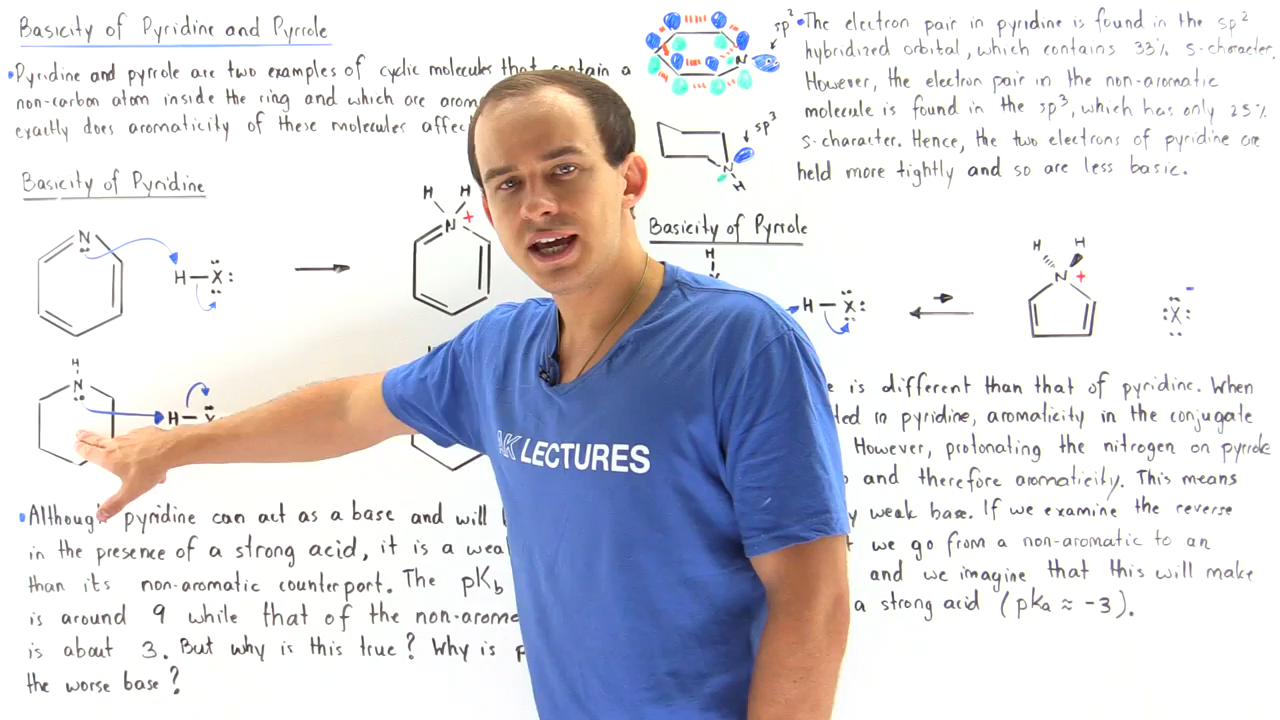 Basicity of Pyridine and Pyrrole
•Pyridine and pyrrole are two examples of cyclic molecules that contain a
non-carbon atom inside the ring and which are arom
exactly does aromaticity of these molecules affec
Basicity of Pyridine
N
H–X:
H H
N +
H
N
H–X
•Although pyridine can act as a base and will
in the presence of a strong acid, it is a wea
than its non-aromatic counterpart. The pKb
is around 9 while that of the non-aroma
is about 3. But why is this true? Why is p
the worse base?
sp2
N
sp3
N
H
•The electron pair in pyridine is found in the sp2
hybridized orbital, which contains 33% s-character.
However, the electron pair in the non-aromatic
molecule is found in the sp3, which has only 25%
s-character. Hence, the two electrons of pyridine are
held more tightly and so are less basic.
Basicity of Pyrrole
H
H–X:
H H
N +
:X: -
is different than that of pyridine. When
ted in pyridine, aromaticity in the conjugate
However, protonating the nitrogen on pyrrole
and therefore aromaticity. This means
y weak base. If we examine the reverse
we go from a non-aromatic to an
and we imagine that this will make
a strong acid (pKa ≈ -3).
AK LECTURES